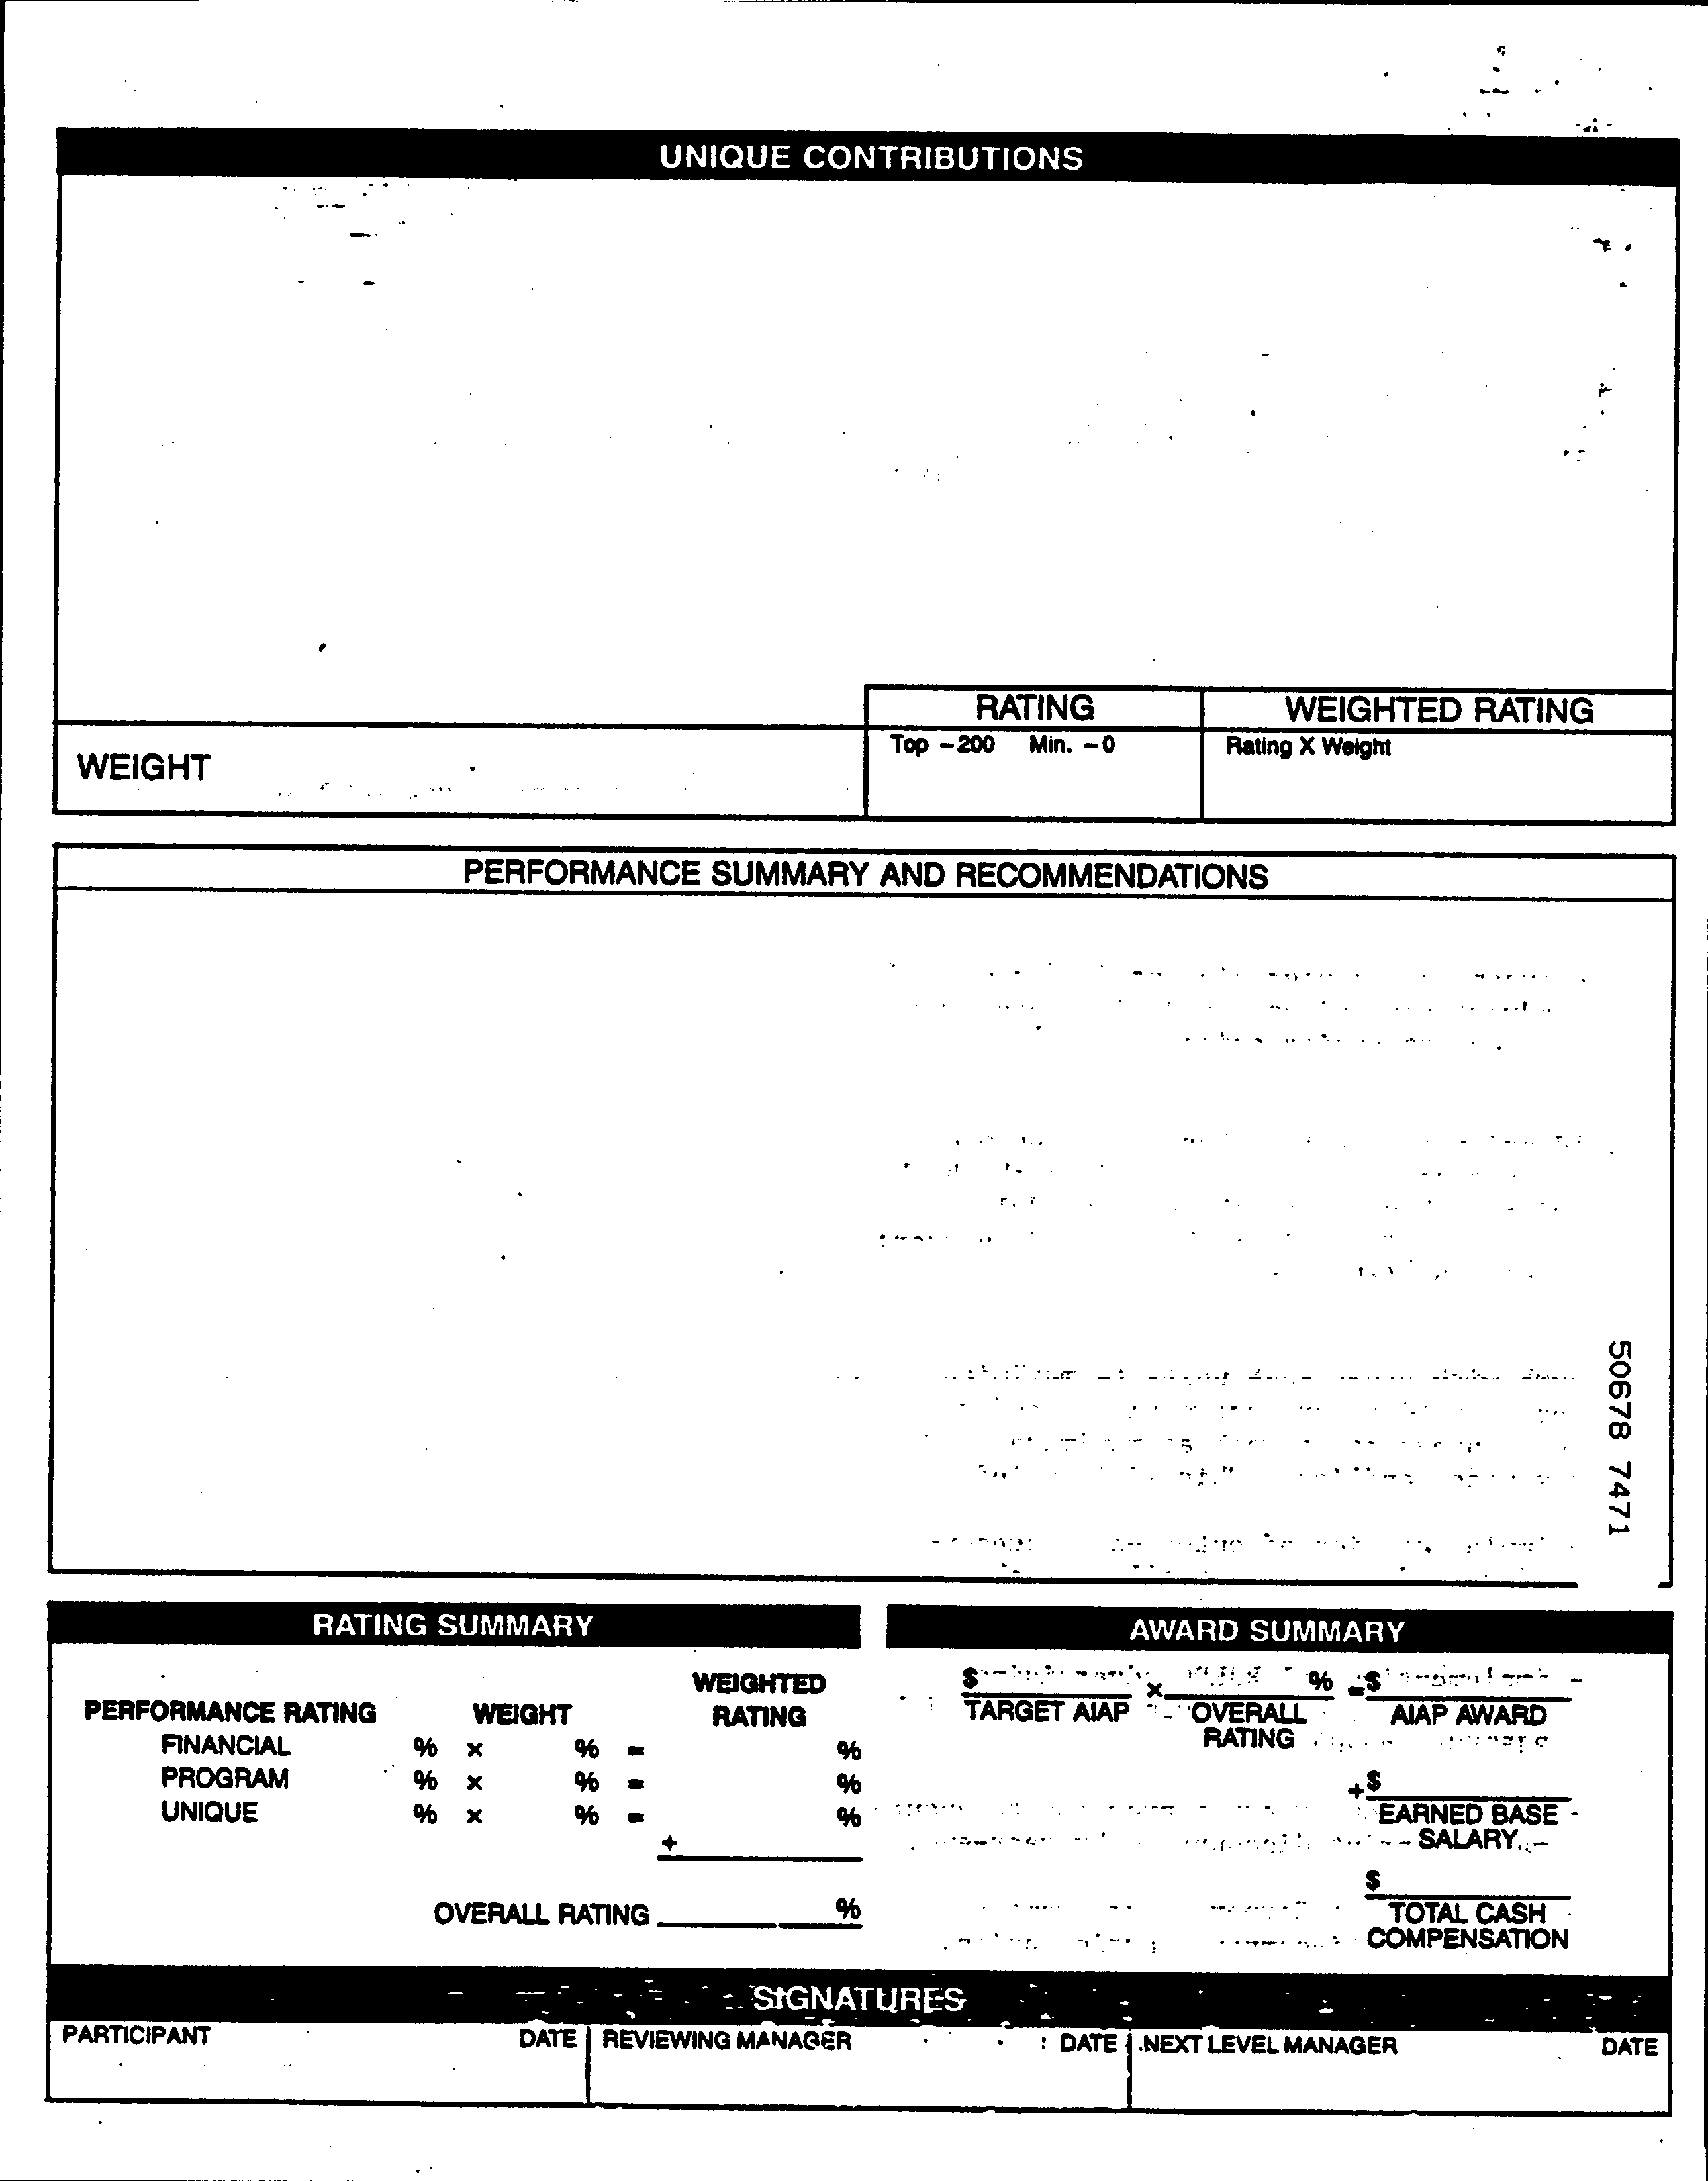 UNIQUE CONTRIBUTIONS
RATING WEIGHTED RATING
WEIGHT Top - 200 Min. - 0 Rating X Weight
PERFORMANCE SUMMARY AND RECOMMENDATIONS
50678 7471
RATING SUMMARY
PERFORMANCE RATING WEIGHT WEIGHTED RATING
FINANCIAL % x % = %
PROGRAM % x % = %
UNIQUE % x % = %
+
OVERALL RATING %
AWARD SUMMARY
$ x % = $
TARGET AIAP OVERALL RATING AIAP AWARD
+ $
EARNED BASE
SALARY
$
TOTAL CASH
COMPENSATION
SIGNATURES
PARTICIPANT DATE REVIEWING MANAGER DATE NEXT LEVEL MANAGER DATE